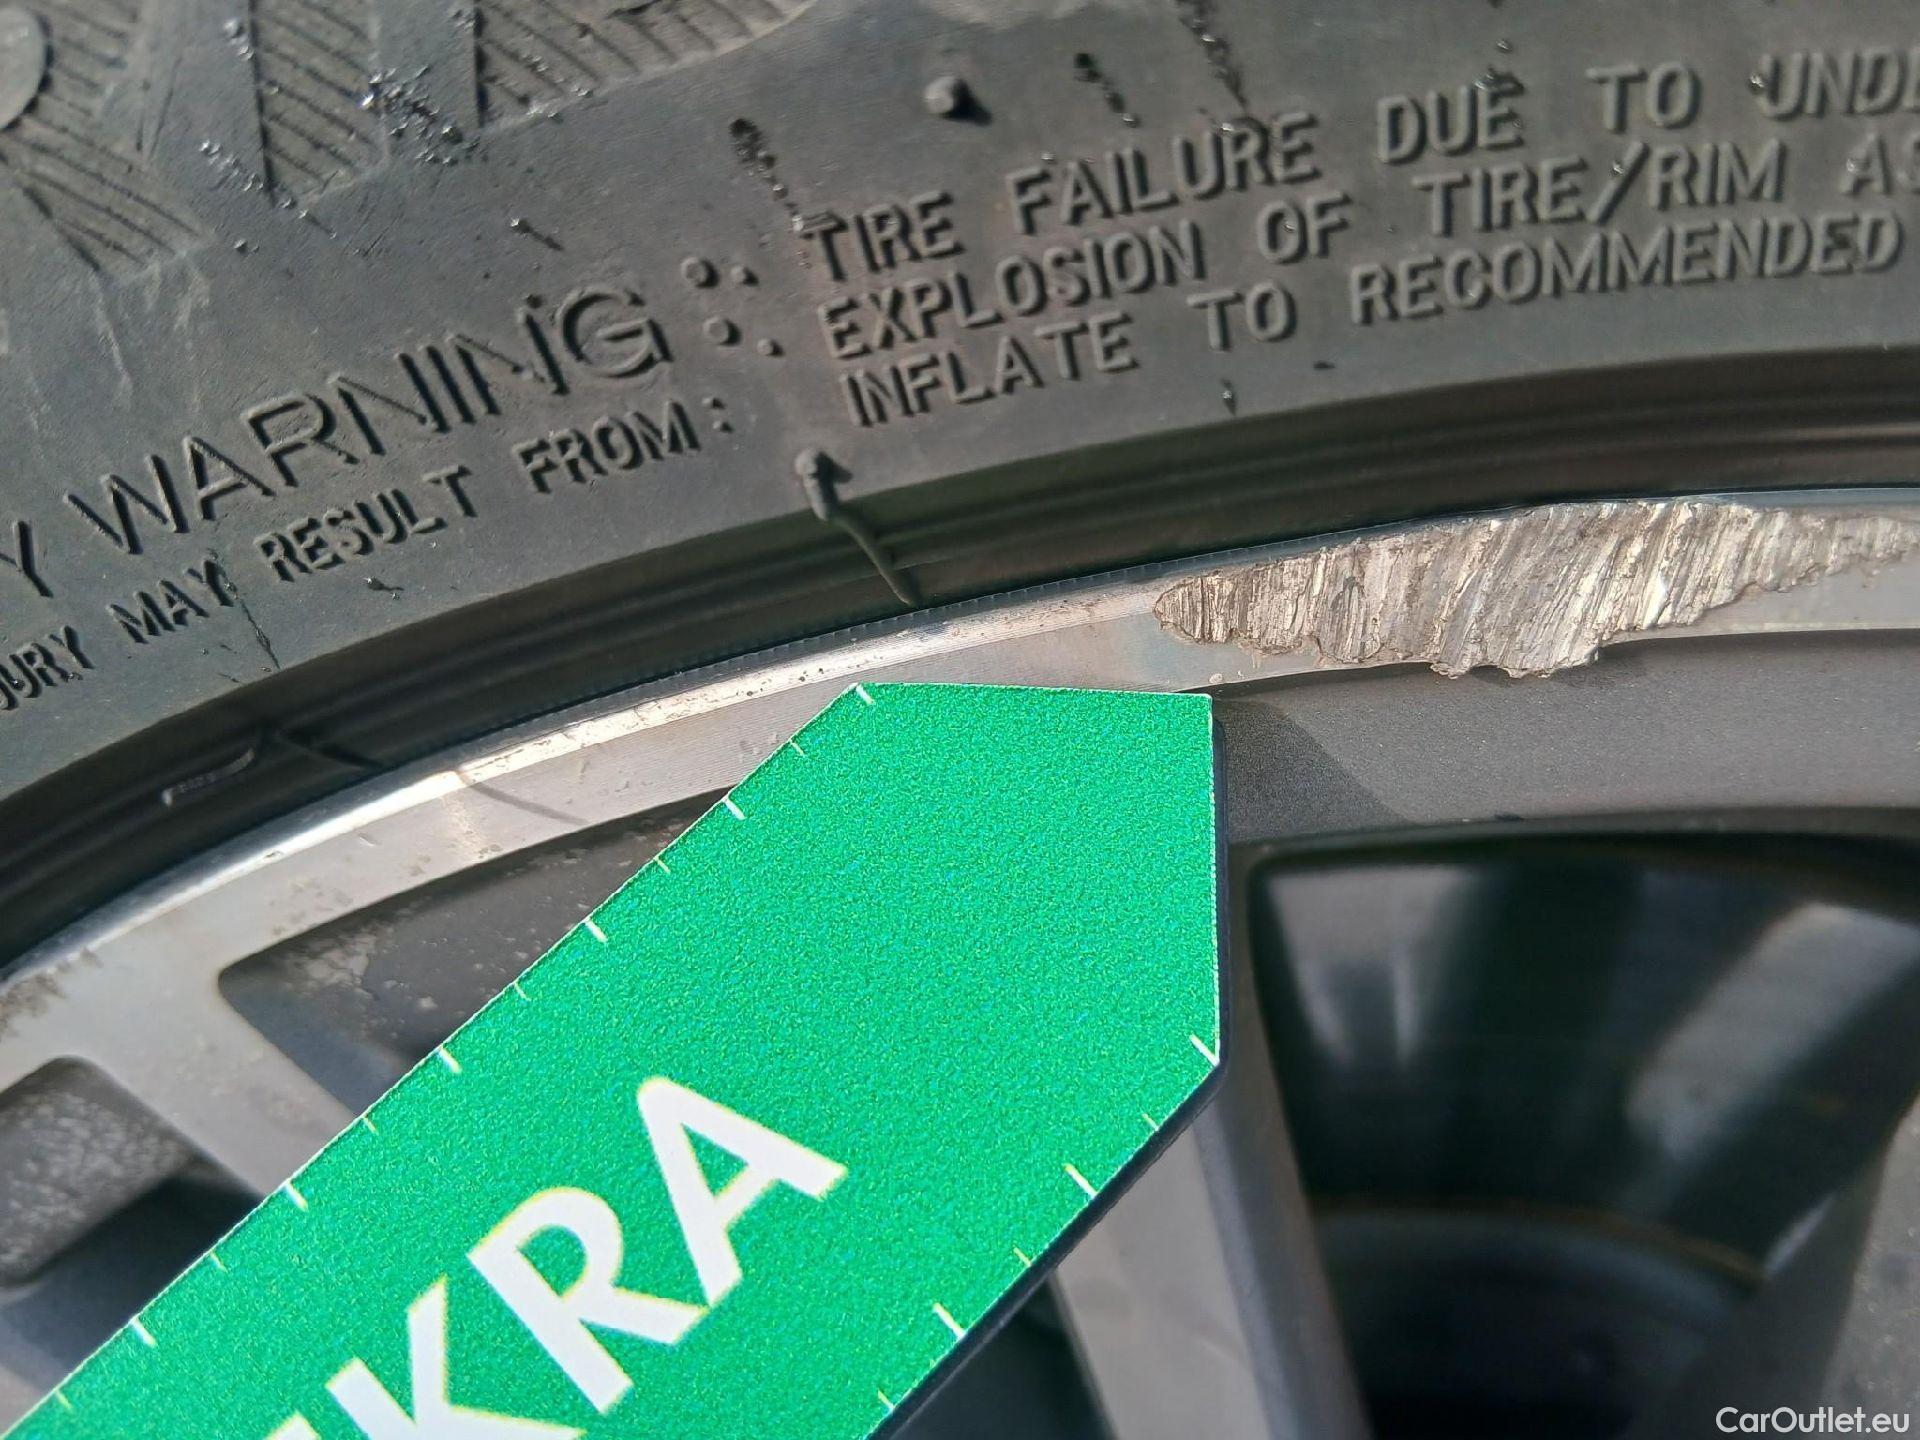 WARNING
TIRE FAILURE DUE TO
MAY RESULT FROM:
EXPLOSION OF TIRE/RIM
INFLATE TO RECOMMENDED
KRA
CarOutlet.eu